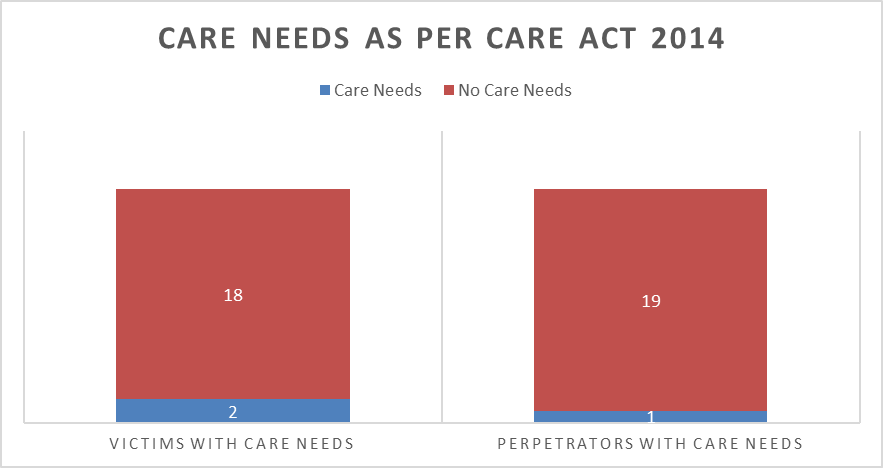 CARE NEEDS AS PER CARE ACT 2014
Care Needs No Care Needs
18
19
2
1
VICTIMS WITH CARE NEEDS
PERPETRATORS WITH CARE NEEDS